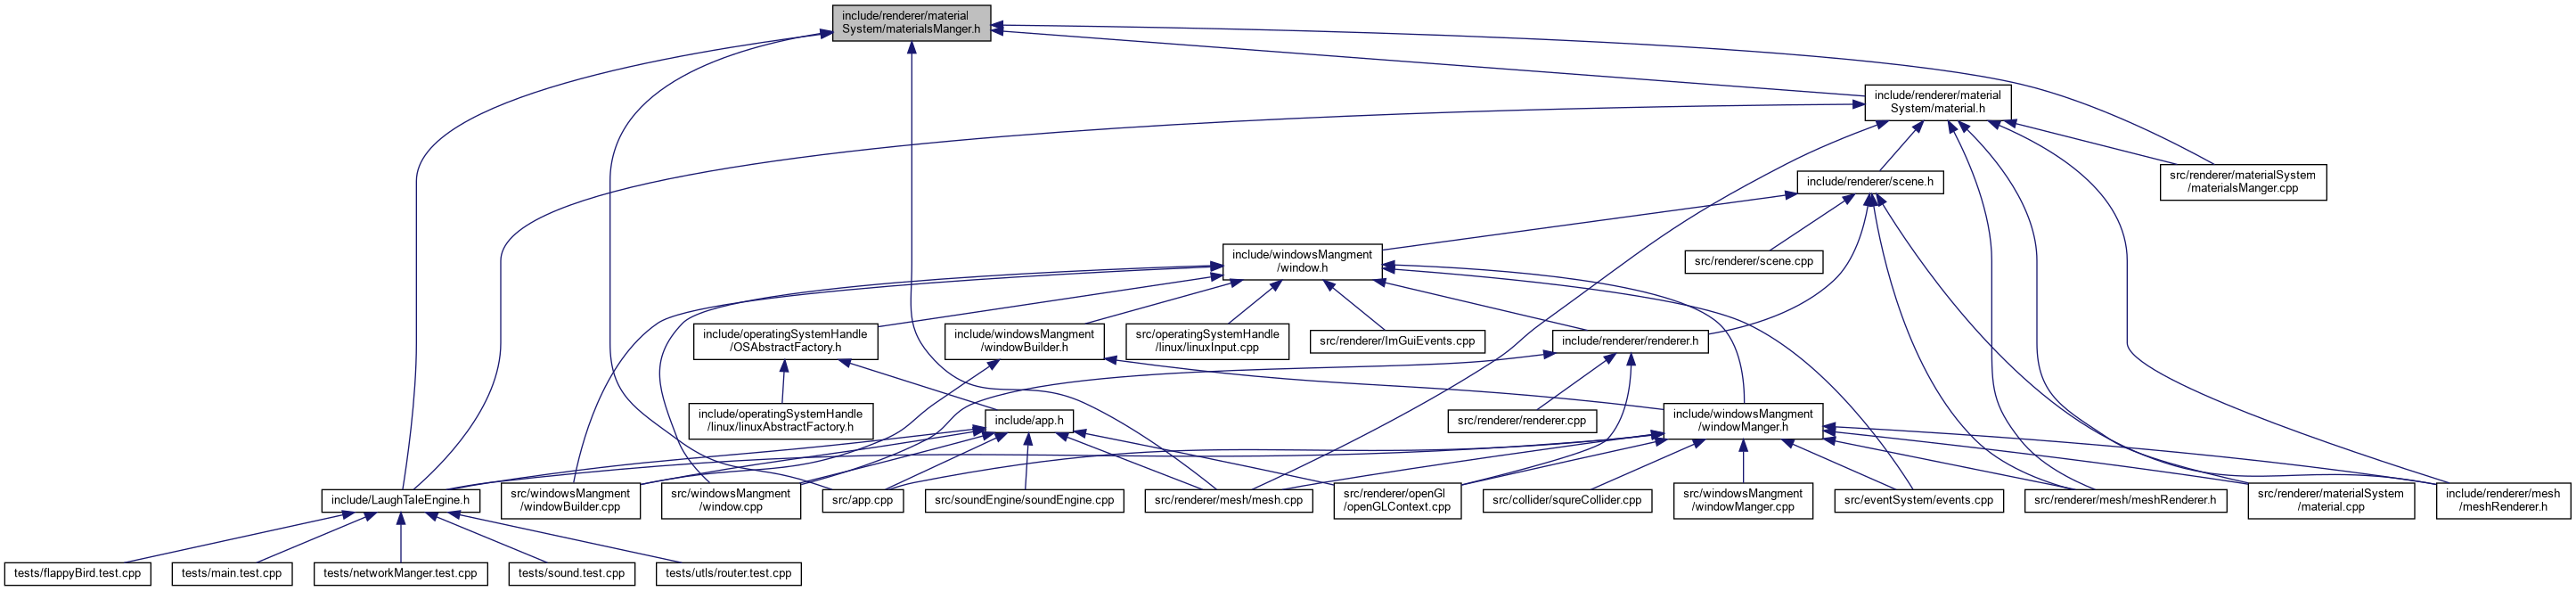 include/renderer/material
System/materialsManger.h
include/renderer/material
System/material.h
src/renderer/materialSystem
/materialsManger.cpp
include/renderer/scene.h
include/windowsMangment
/window.h
src/renderer/scene.cpp
include/operatingSystemHandle
/OSAbstractFactory.h
include/windowsMangment
/windowBuilder.h
src/operatingSystemHandle
/linux/linuxInput.cpp
src/renderer/ImGuiEvents.cpp
include/renderer/renderer.h
include/operatingSystemHandle
/linux/linuxAbstractFactory.h
include/app.h
src/renderer/renderer.cpp
include/windowsMangment
/windowManger.h
include/LaughTaleEngine.h
src/windowsMangment
/windowBuilder.cpp
src/windowsMangment
/window.cpp
src/app.cpp
src/soundEngine/soundEngine.cpp
src/renderer/mesh/mesh.cpp
src/renderer/openGl
/openGLContext.cpp
src/collider/squreCollider.cpp
src/windowsMangment
/windowManger.cpp
src/eventSystem/events.cpp
src/renderer/mesh/meshRenderer.h
src/renderer/materialSystem
/material.cpp
include/renderer/mesh
/meshRenderer.h
tests/flappyBird.test.cpp
tests/main.test.cpp
tests/networkManger.test.cpp
tests/sound.test.cpp
tests/utls/router.test.cpp